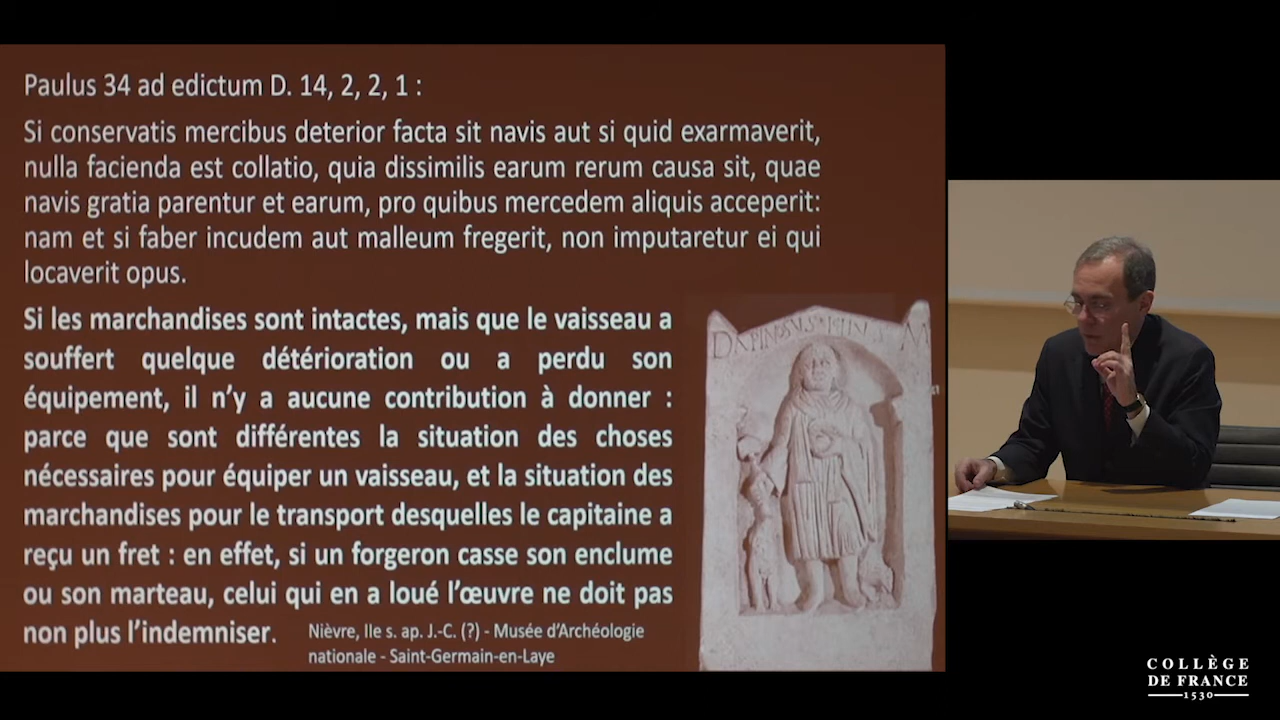 Paulus 34 ad edictum D. 14, 2, 2, 1 :
Si conservatis mercibus deterior facta sit navis aut si quid exarmaverit,
nulla facienda est collatio, quia dissimilis earum rerum causa sit, quae
navis gratia parentur et earum, pro quibus mercedem aliquis acceperit:
nam et si faber incudem aut malleum fregerit, non imputaretur ei qui
locaverit opus.
Si les marchandises sont intactes, mais que le vaisseau a
souffert quelque détérioration ou a perdu son
équipement, il n’y a aucune contribution à donner :
parce que sont différentes la situation des choses
nécessaires pour équiper un vaisseau, et la situation des
marchandises pour le transport desquelles le capitaine a
reçu un fret : en effet, si un forgeron casse son enclume
ou son marteau, celui qui en a loué l’œuvre ne doit pas
non plus l’indemniser.
Nièvre, IIe s. ap. J.-C. (?) - Musée d’Archéologie
nationale - Saint-Germain-en-Laye
COLLÈGE
DE FRANCE
1530